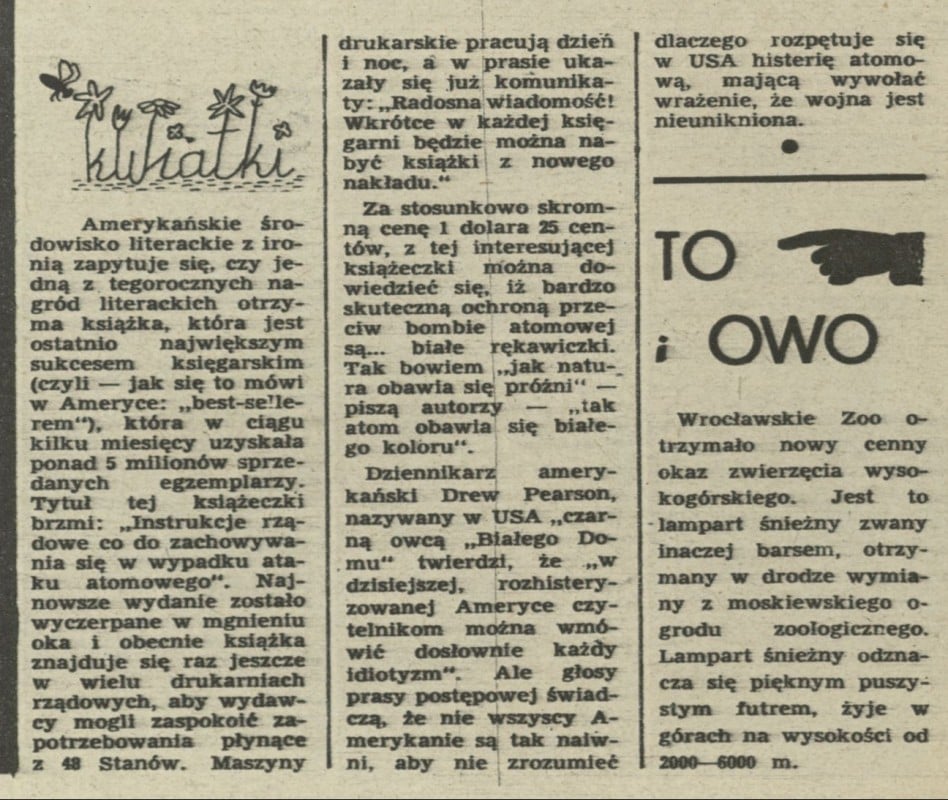 kwiatki
Amerykańskie śro-
dowisko literackie z iro-
nią zapytuje się, czy je-
dną z tegorocznych na-
gród literackich otrzy-
ma książka, która jest
ostatnio największym
sukcesem księgarskim
(czyli — jak się to mówi
w Ameryce: „best-selle-
rem"), która w ciągu
kilku miesięcy uzyskała
ponad 5 milionów sprze-
danych egzemplarzy.
Tytuł tej książeczki
brzmi: „Instrukcje rzą-
dowe co do zachowywa-
nia się w wypadku ata-
ku atomowego". Naj-
nowsze wydanie zostało
wyczerpane w mgnieniu
oka i obecnie książka
znajduje się raz jeszcze
w wielu drukarniach
rządowych, aby wydaw-
cy mogli zaspokoić za-
potrzebowania płynące
z 48 Stanów. Maszyny
drukarskie pracują dzień
i noc, a w prasie uka-
zały się już komunika-
ty: „Radosna wiadomość!
Wkrótce w każdej księ-
garni będzie można na-
być książki z nowego
nakładu."
Za stosunkowo skrom-
ną cenę 1 dolara 25 cen-
tów, z tej interesującej
książeczki można do-
wiedzieć się, iż bardzo
skuteczną ochroną prze-
ciw bombie atomowej
są... białe rękawiczki.
Tak bowiem „jak natu-
ra obawia się próżni" —
piszą autorzy — „tak
atom obawia się białe-
go koloru".
Dziennikarz amery-
kański Drew Pearson,
nazywany w USA „czar-
ną owcą „Białego Do-
mu" twierdzi, że „w
dzisiejszej, rozhistery-
zowanej Ameryce czy-
telnikom można wmó-
wić dosłownie każdy
idiotyzm". Ale głosy
prasy postępowej świad-
czą, że nie wszyscy A-
merykanie są tak naiw-
ni, aby nie zrozumieć
dlaczego rozpętuje się
w USA histerię atomo-
wą, mającą wywołać
wrażenie, że wojna jest
nieunikniona.
TO
i OWO
Wrocławskie Zoo o-
trzymało nowy cenny
okaz zwierzęcia wyso-
kogórskiego. Jest to
lampart śnieżny zwany
inaczej barsem, otrzy-
many w drodze wymia-
ny z moskiewskiego o-
grodu zoologicznego.
Lampart śnieżny odzna-
cza się pięknym puszy-
stym futrem, żyje w
górach na wysokości od
2000—6000 m.